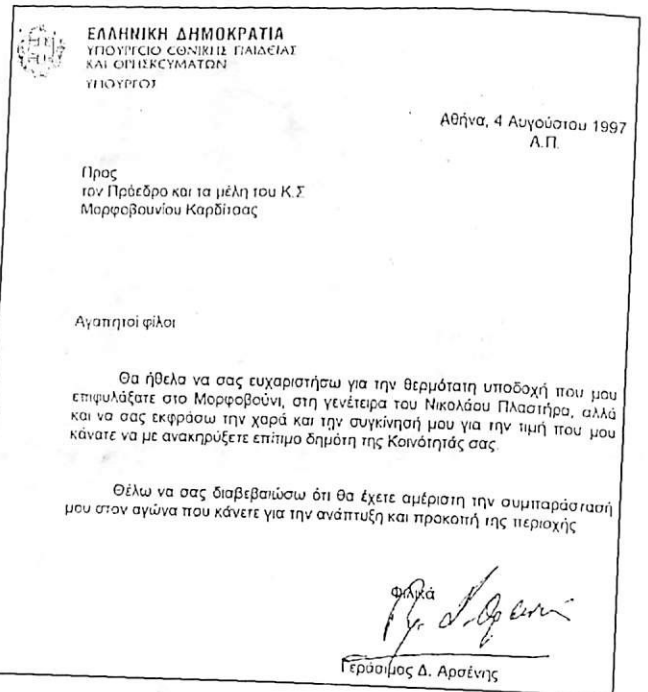 ΕΛΛΗΝΙΚΗ ΔΗΜΟΚΡΑΤΙΑ
ΥΠΟΥΡΓΕΙΟ ΕΘΝΙΚΗΣ ΠΑΙΔΕΙΑΣ
ΚΑΙ ΘΡΗΣΚΕΥΜΑΤΩΝ
ΥΠΟΥΡΓΟΣ
Αθήνα, 4 Αυγούστου 1997
Α.Π.
Προς
τον Πρόεδρο και τα μέλη του Κ.Σ
Μορφοβουνίου Καρδίτσας
Αγαπητοί φίλοι
Θα ήθελα να σας ευχαριστήσω για την θερμότατη υποδοχή που μου
επιφυλάξατε στο Μορφοβούνι, στη γενέτειρα του Νικολάου Πλαστήρα, αλλά
και να σας εκφράσω την χαρά και την συγκίνησή μου για την τιμή που μου
κάνατε να με ανακηρύξετε επίτιμο δημότη της Κοινότητάς σας.
Θέλω να σας διαβεβαιώσω ότι θα έχετε αμέριστη την συμπαράστασή
μου στον αγώνα που κάνετε για την ανάπτυξη και προκοπή της περιοχής
Φιλικά
Γεράσιμος Δ. Αρσένης